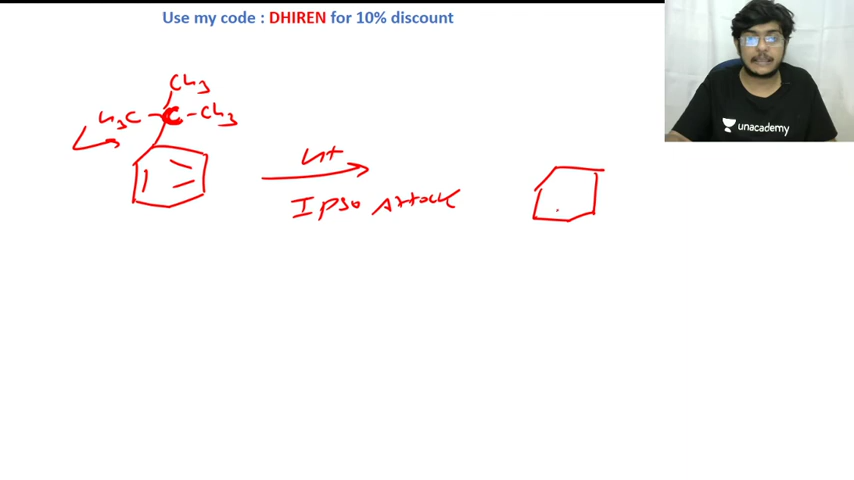 Use my code : DHIREN for 10% discount
CH3
H3C - C - CH3
H+
Ipso Attack
unacademy